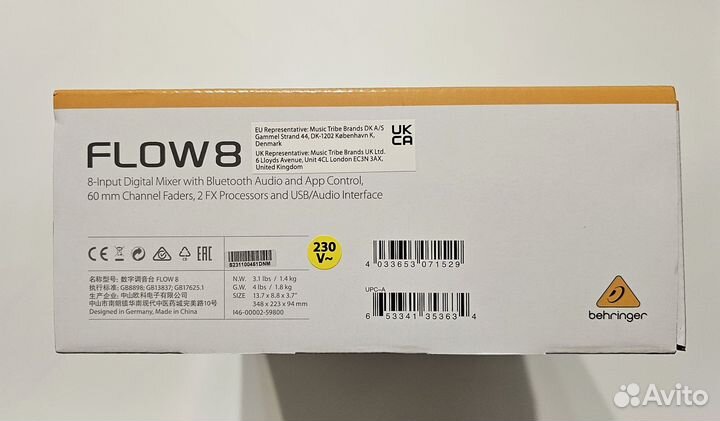 EU Representative: Music Tribe Brands DK A/S
Gammel Strand 44, DK-1202 København K,
Denmark
UK Representative: Music Tribe Brands UK Ltd.
6 Lloyds Avenue, Unit 4CL London EC3N 3AX,
United Kingdom
UK
CA
FLOW 8
8-Input Digital Mixer with Bluetooth Audio and App Control,
60 mm Channel Faders, 2 FX Processors and USB/Audio Interface
CE
EAC
S231100451DNM
230
V~
名称型号: 数字调音台 FLOW 8
执行标准: GB8898; GB13837; GB17625.1
生产企业: 中山欧科电子有限公司
中山市南朗镇华南现代中医药城完美路10号
Designed in Germany, Made in China
N.W. 3.1 lbs / 1.4 kg
G.W. 4 lbs / 1.8 kg
SIZE 13.7 x 8.8 x 3.7"
348 x 223 x 94 mm
I46-00002-59800
4 033653 071529
UPC-A
6 53341 35363 4
behringer
Avito